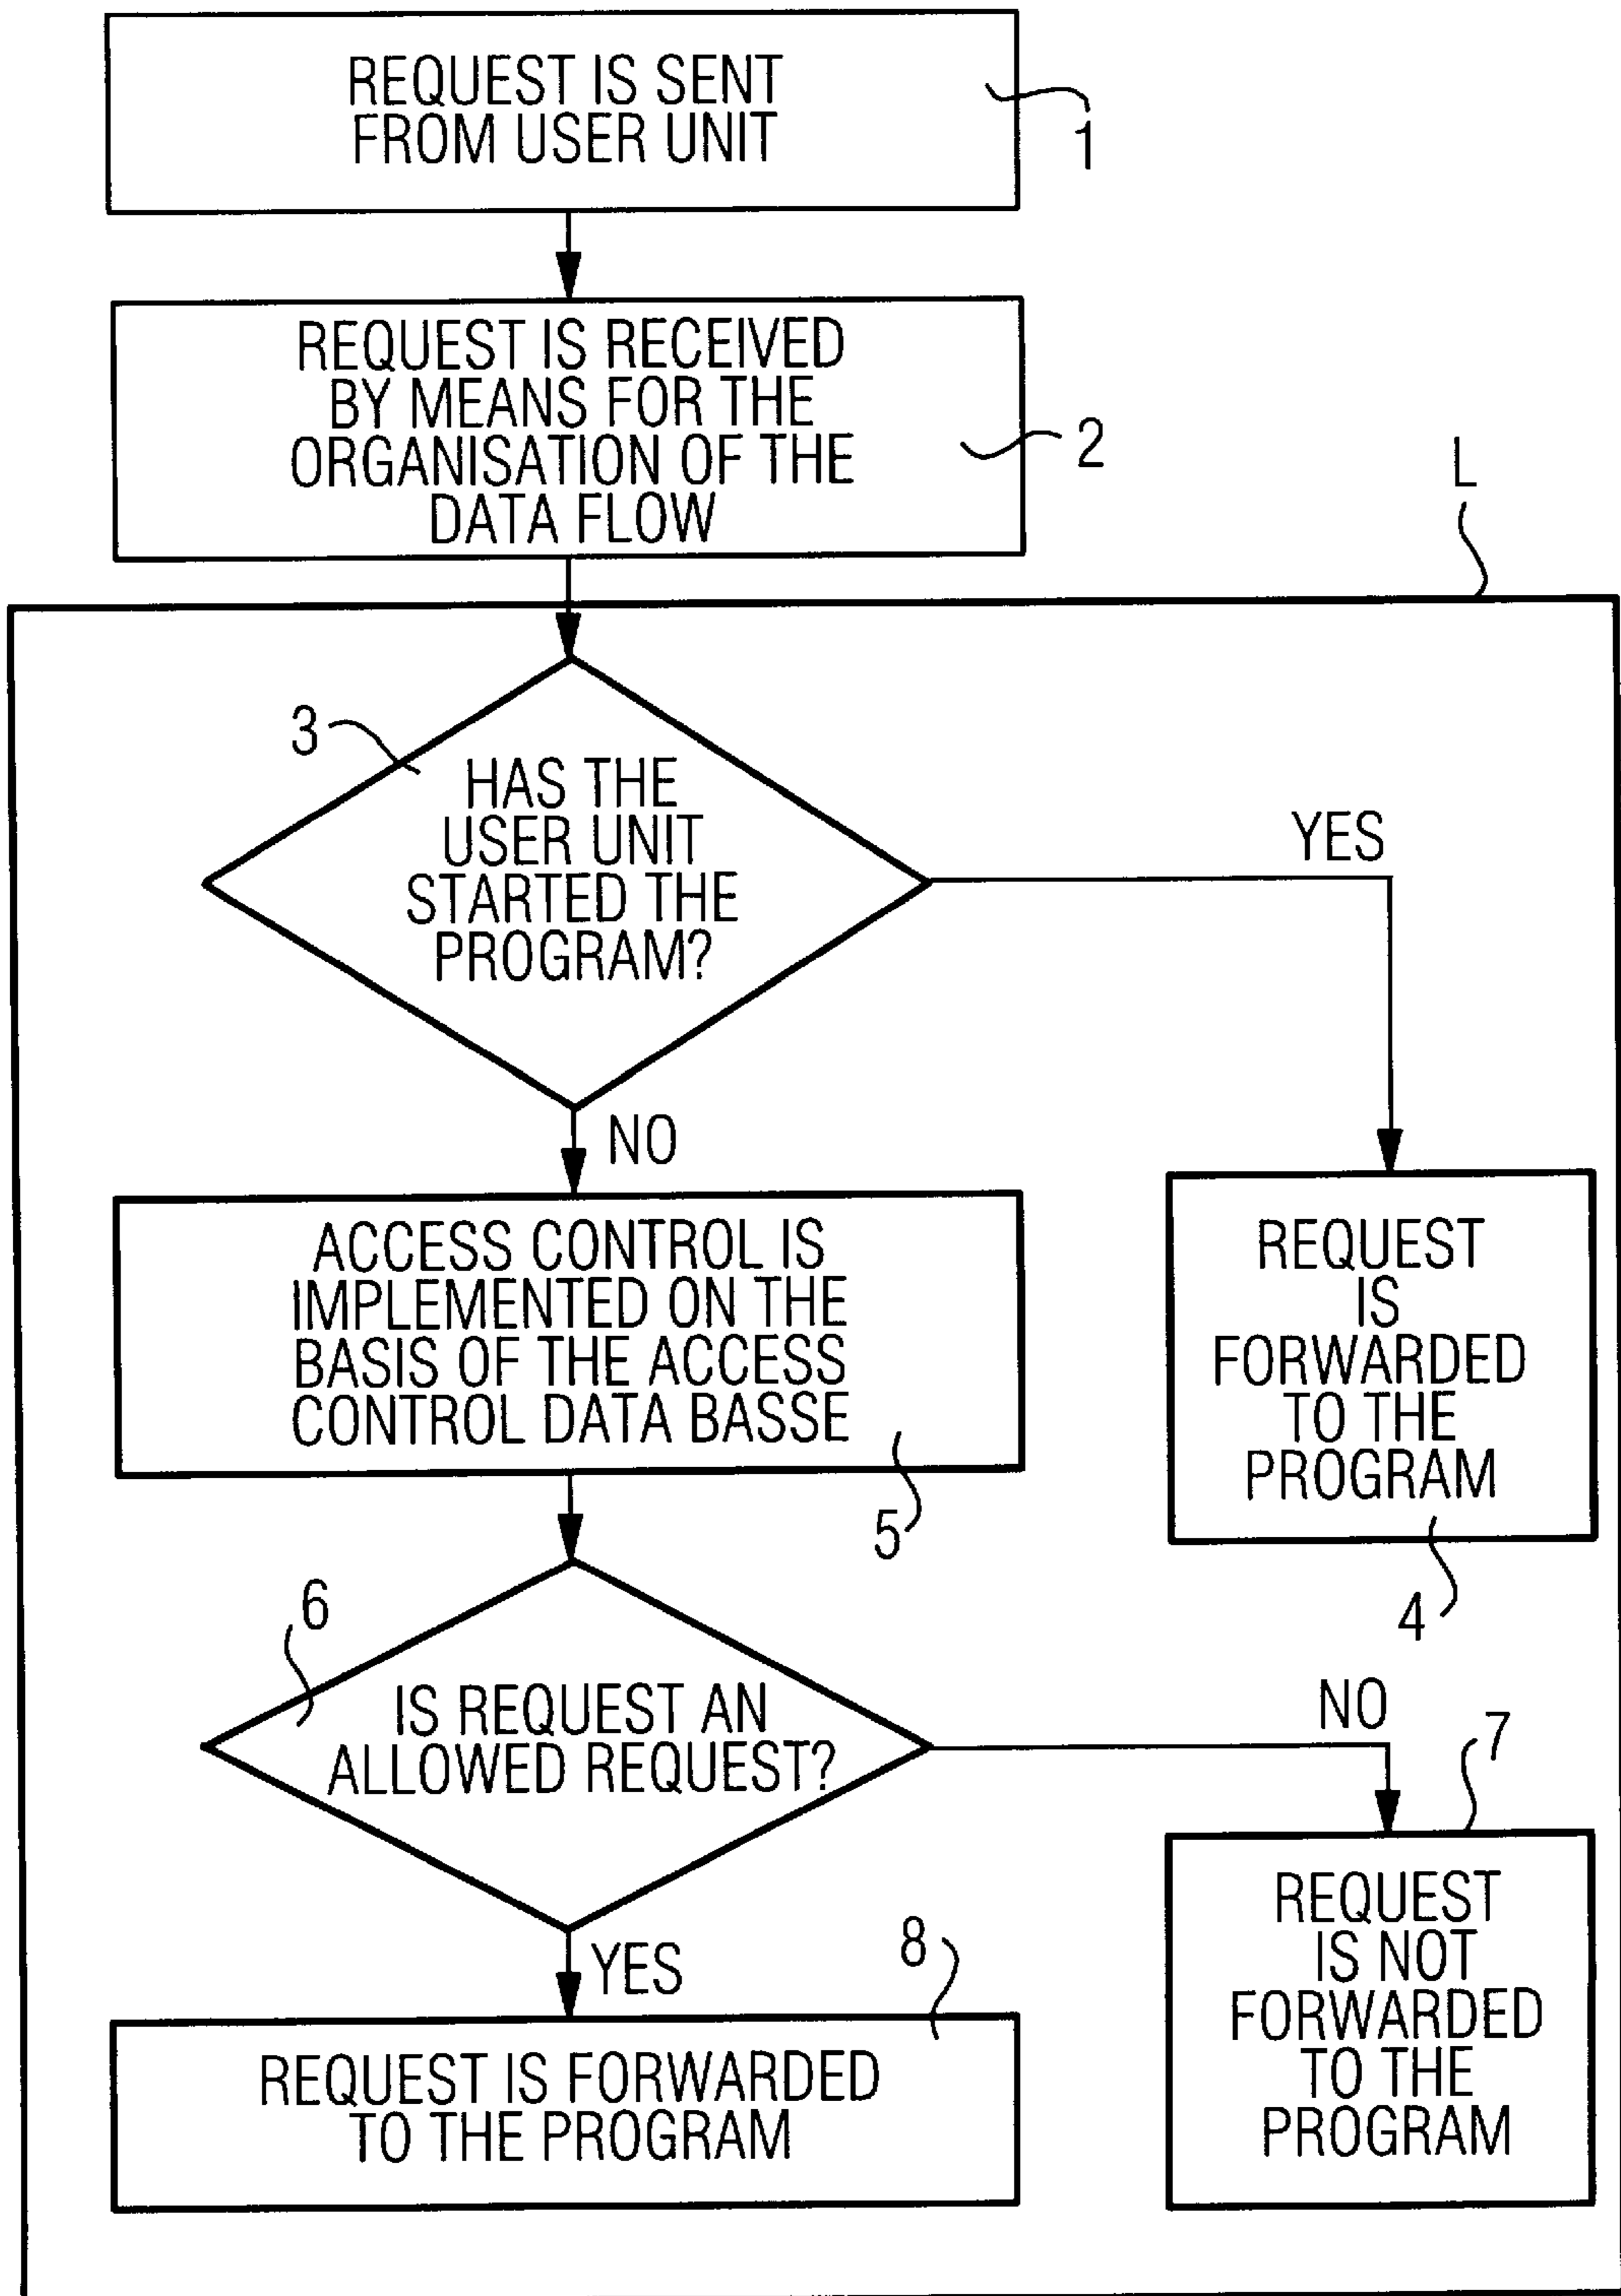 REQUEST IS SENT
FROM USER UNIT
1
REQUEST IS RECEIVED
BY MEANS FOR THE
ORGANISATION OF THE
DATA FLOW
2
L
3
HAS THE
USER UNIT
STARTED THE
PROGRAM?
YES
NO
ACCESS CONTROL IS
IMPLEMENTED ON THE
BASIS OF THE ACCESS
CONTROL DATA BASSE
5
REQUEST
IS
FORWARDED
TO THE
PROGRAM
4
6
IS REQUEST AN
ALLOWED REQUEST?
NO
7
YES
8
REQUEST IS FORWARDED
TO THE PROGRAM
REQUEST
IS NOT
FORWARDED
TO THE
PROGRAM